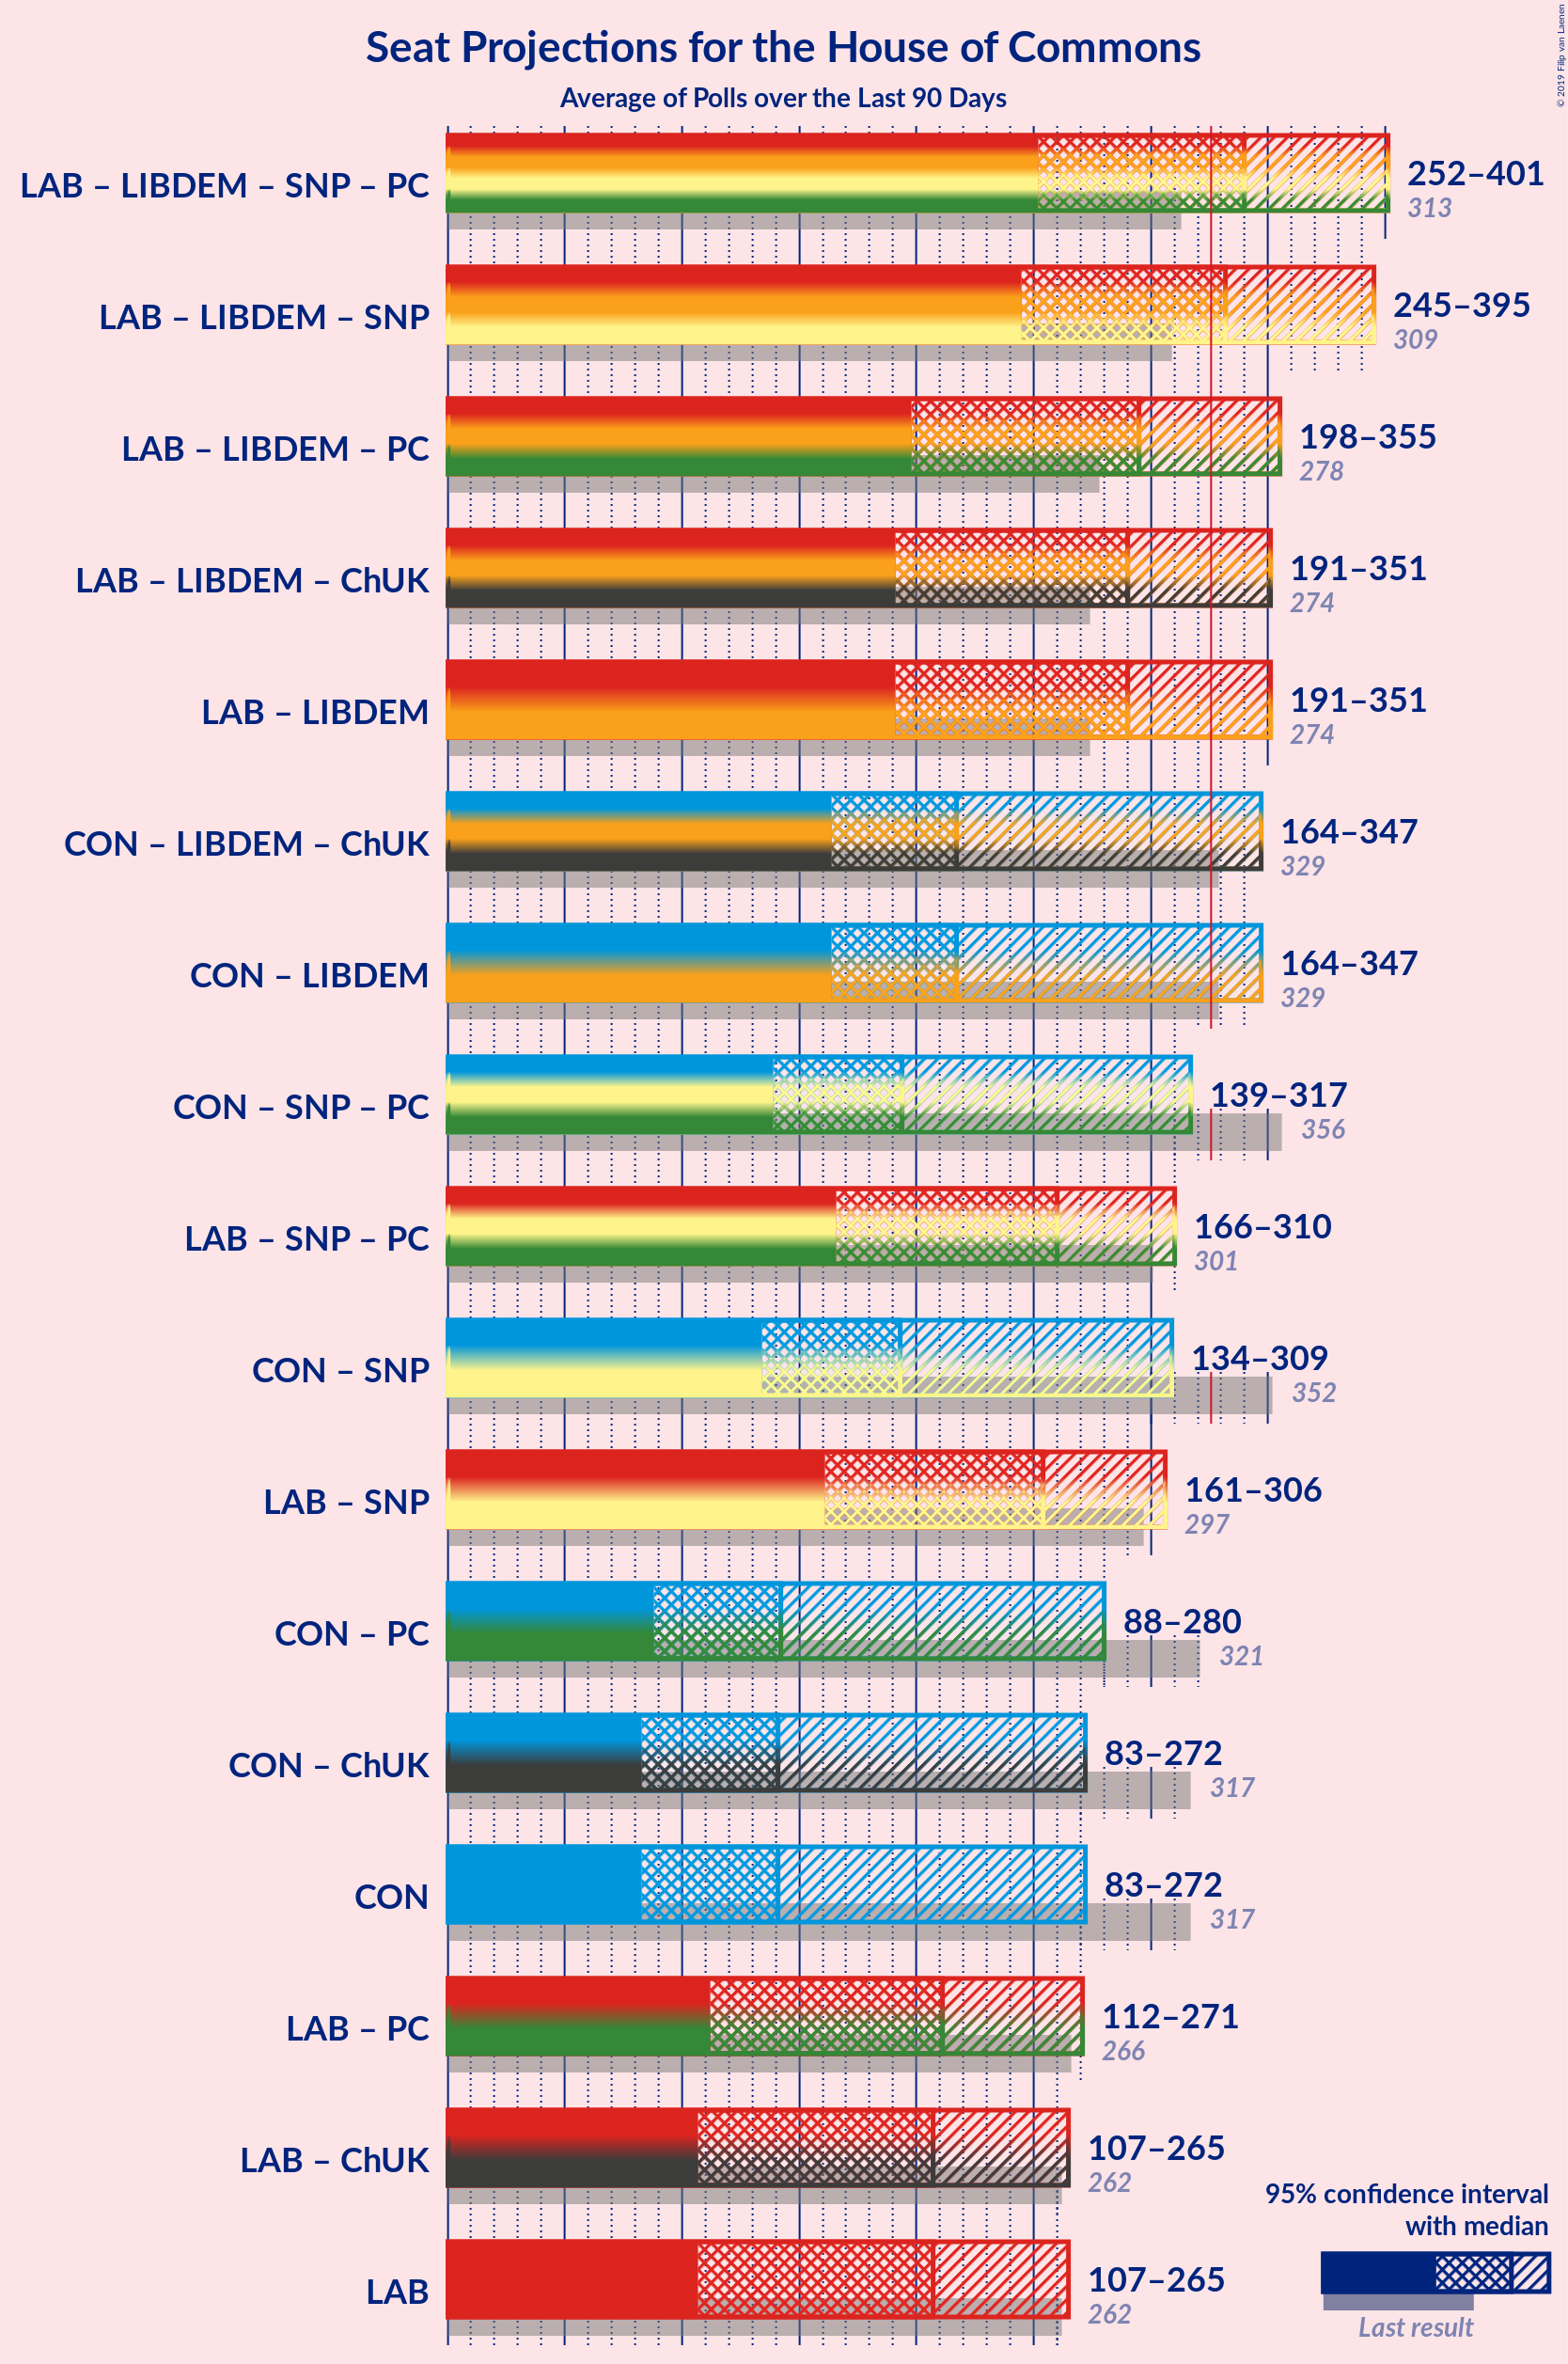 © 2019 Filip van Laenen
Seat Projections for the House of Commons
Average of Polls over the Last 90 Days
LAB – LIBDEM – SNP – PC
252–401
313
LAB – LIBDEM – SNP
245–395
309
LAB – LIBDEM – PC
198–355
278
LAB – LIBDEM – ChUK
191–351
274
LAB – LIBDEM
191–351
274
CON – LIBDEM – ChUK
164–347
329
CON – LIBDEM
164–347
329
CON – SNP – PC
139–317
356
LAB – SNP – PC
166–310
301
CON – SNP
134–309
352
LAB – SNP
161–306
297
CON – PC
88–280
321
CON – ChUK
83–272
317
CON
83–272
317
LAB – PC
112–271
266
LAB – ChUK
107–265
262
LAB
107–265
262
95% confidence interval
with median
Last result